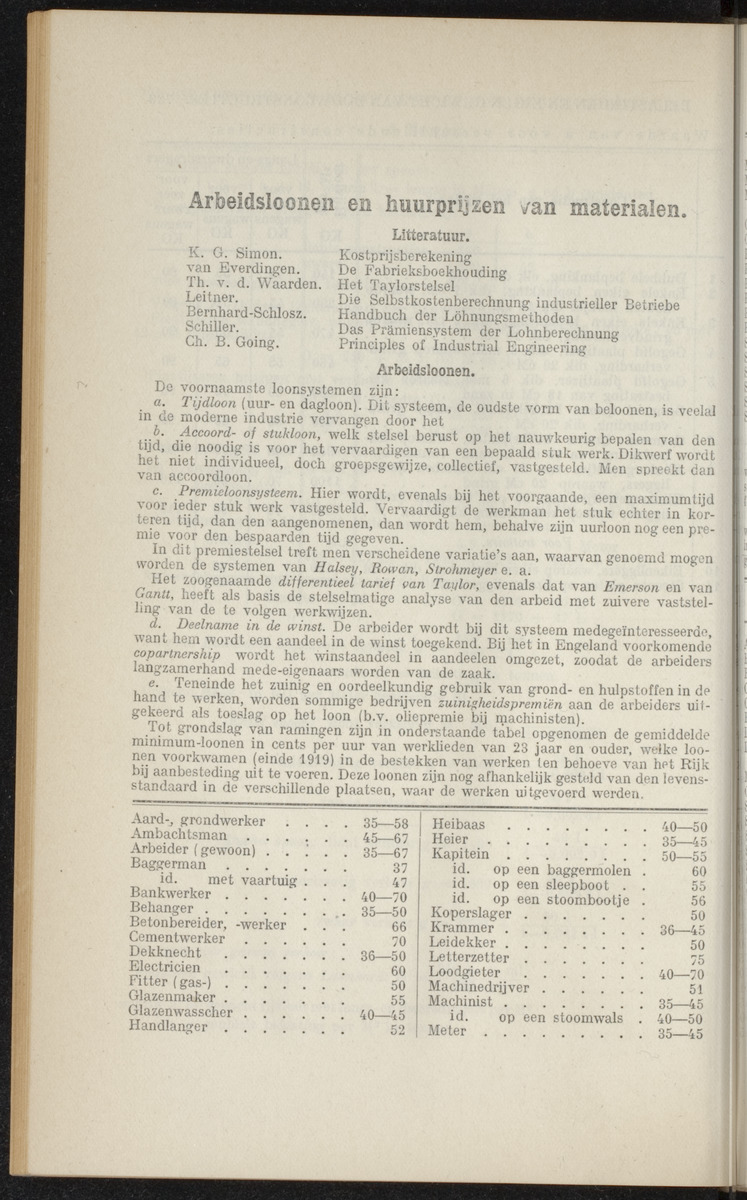 Arbeidsloonen en huurprijzen van materialen.
Litteratuur.
K. G. Simon. Kostprijsberekening
van Everdingen. De Fabrieksboekhouding
Th. v. d. Waarden. Het Taylorstelsel
Leitner. Die Selbstkostenberechnung industrieller Betriebe
Bernhard-Schlosz. Handbuch der Löhnungsmethoden
Schiller. Das Prämiensystem der Lohnberechnung
Ch. B. Going. Principles of Industrial Engineering
Arbeidsloonen.
De voornaamste loonsystemen zijn:
a. Tijdloon (uur- en dagloon). Dit systeem, de oudste vorm van beloonen, is veelal
in de moderne industrie vervangen door het
b. Accoord- of stukloon, welk stelsel berust op het nauwkeurig bepalen van den
tijd, die noodig is voor het vervaardigen van een bepaald stuk werk. Dikwerf wordt
het niet individueel, doch groepsgewijze, collectief, vastgesteld. Men spreekt dan
van accoordloon.
c. Premieloonsysteem. Hier wordt, evenals bij het voorgaande, een maximumtijd
voor ieder stuk werk vastgesteld. Vervaardigt de werkman het stuk echter in kor-
teren tijd, dan den aangenomenen, dan wordt hem, behalve zijn uurloon nog een pre-
mie voor den bespaarden tijd gegeven.
In dit premiestelsel treft men verscheidene variatie's aan, waarvan genoemd mogen
worden de systemen van Halsey, Rowan, Strohmeyer e. a.
Het zoogenaamde differentieel tarief van Taylor, evenals dat van Emerson en van
Gantt, heeft als basis de stelselmatige analyse van den arbeid met zuivere vaststel-
ling van de te volgen werkwijzen.
d. Deelname in de winst. De arbeider wordt bij dit systeem medegeïnteresseerde,
want hem wordt een aandeel in de winst toegekend. Bij het in Engeland voorkomende
copartnership wordt het winstaandeel in aandeelen omgezet, zoodat de arbeiders
langzamerhand mede-eigenaars worden van de zaak.
e. Teneinde het zuinig en oordeelkundig gebruik van grond- en hulpstoffen in de
hand te werken, worden sommige bedrijven zuinigheidspremiën aan de arbeiders uit-
gekeerd als toeslag op het loon (b.v. oliepremie bij machinisten).
Tot grondslag van ramingen zijn in onderstaande tabel opgenomen de gemiddelde
minimum-loonen in cents per uur van werklieden van 23 jaar en ouder, welke loo-
nen voorkwamen (einde 1919) in de bestekken van werken ten behoeve van het Rijk
bij aanbesteding uit te voeren. Deze loonen zijn nog afhankelijk gesteld van den levens-
standaard in de verschillende plaatsen, waar de werken uitgevoerd werden.
Aard-, grondwerker . . . . 35—58
Ambachtsman . . . . . . 45—67
Arbeider (gewoon) . . . . . 35—67
Baggerman . . . . . . . 37
id. met vaartuig . . . 47
Bankwerker . . . . . . . 40—70
Behanger . . . . . . . . 35—50
Betonbereider, -werker . . . 66
Cementwerker . . . . . . 70
Dekknecht . . . . . . . 36—50
Electricien . . . . . . . 60
Fitter (gas-) . . . . . . . 50
Glazenmaker . . . . . . . 55
Glazenwasscher . . . . . . 40—45
Handlanger . . . . . . . 52
Heibaas . . . . . . . . 40—50
Heier . . . . . . . . . 35—45
Kapitein . . . . . . . . 50—55
id. op een baggermolen . 60
id. op een sleepboot . . 55
id. op een stoombootje . 56
Koperslager . . . . . . . 50
Krammer . . . . . . . . 36—45
Leidekker . . . . . . . . 50
Letterzetter . . . . . . . 75
Loodgieter . . . . . . . 40—70
Machinedrijver . . . . . . 51
Machinist . . . . . . . . 35—45
id. op een stoomwals . 40—50
Meter . . . . . . . . . 35—45